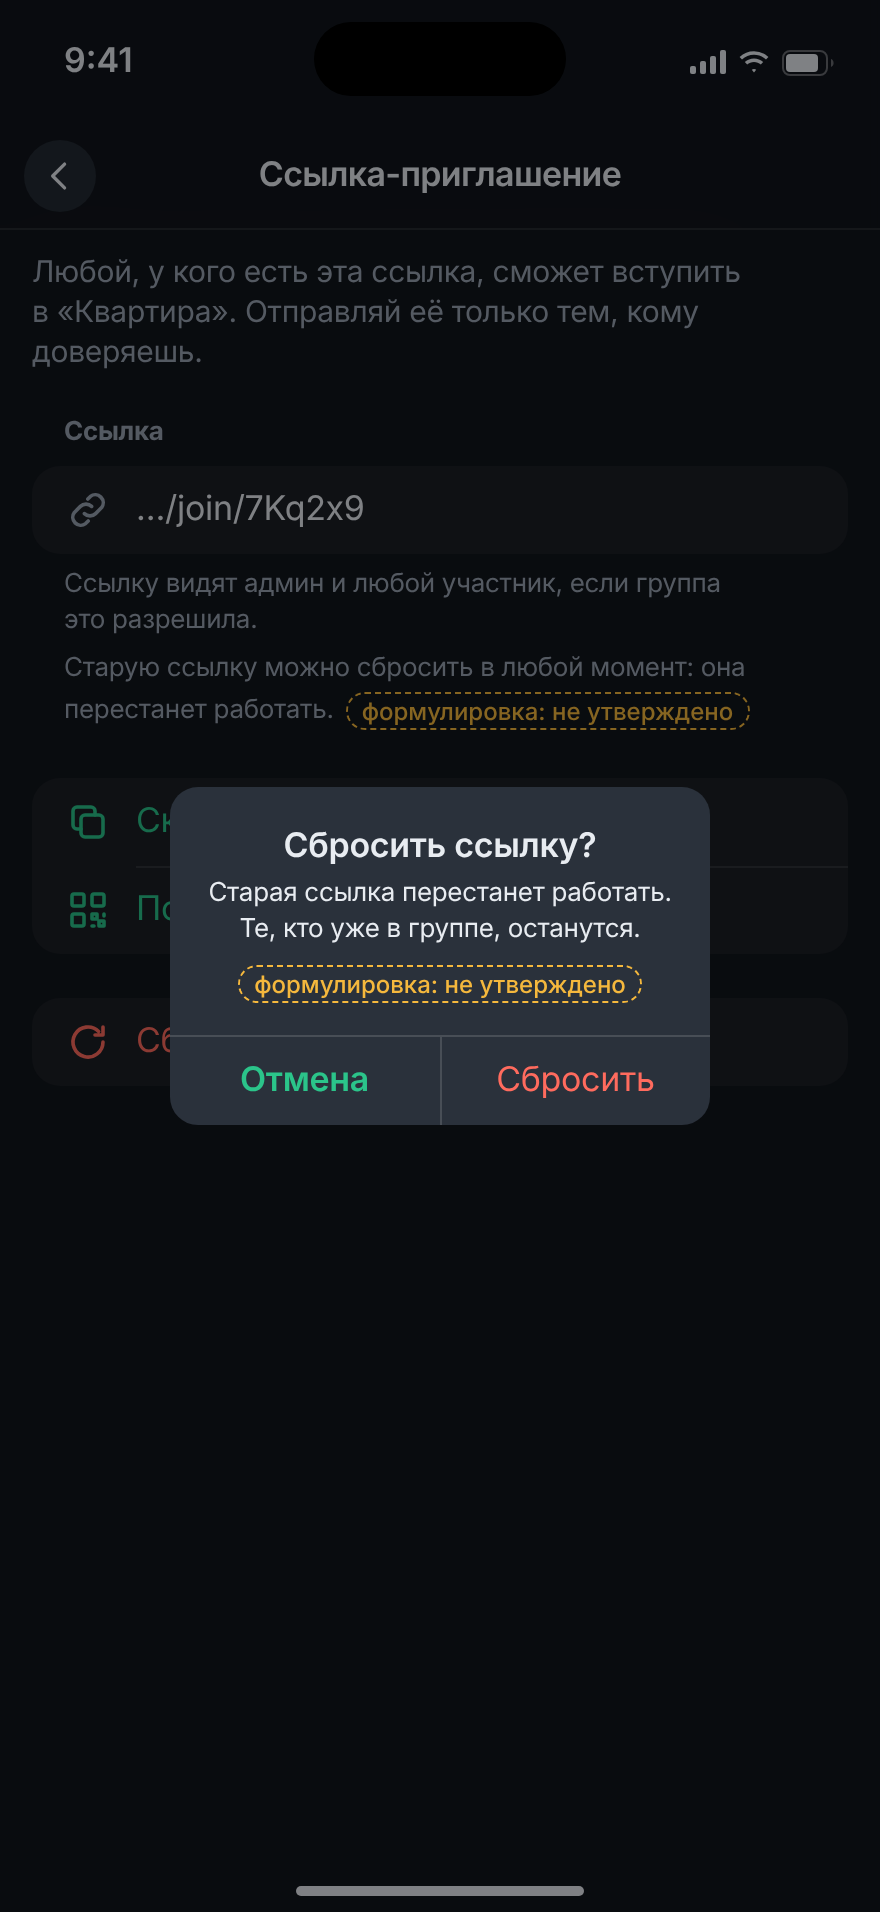 9:41
Ссылка-приглашение
Любой, у кого есть эта ссылка, сможет вступить
в «Квартира». Отправляй её только тем, кому
доверяешь.
Ссылка
…/join/7Kq2x9
Ссылку видят админ и любой участник, если группа
это разрешила.
Старую ссылку можно сбросить в любой момент: она
перестанет работать. формулировка: не утверждено
Сбросить ссылку?
Старая ссылка перестанет работать.
Те, кто уже в группе, останутся.
формулировка: не утверждено
Отмена Сбросить